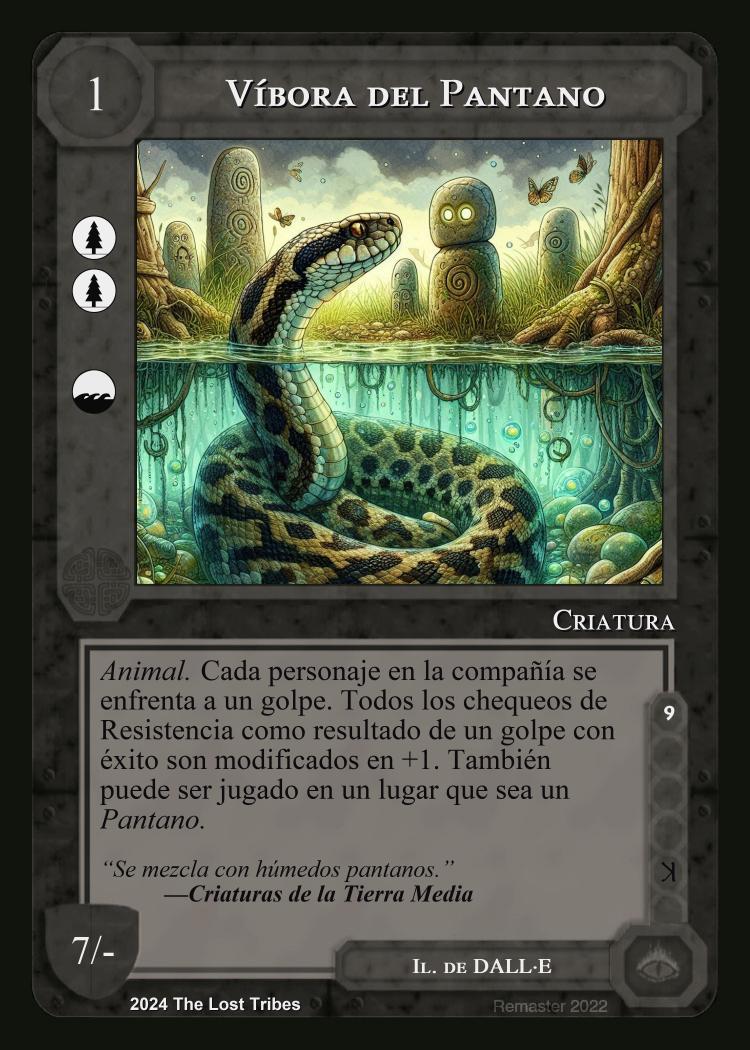 1
Víbora del Pantano
Criatura
Animal. Cada personaje en la compañía se
enfrenta a un golpe. Todos los chequeos de
Resistencia como resultado de un golpe con
éxito son modificados en +1. También
puede ser jugado en un lugar que sea un
Pantano.
9
“Se mezcla con húmedos pantanos.”
—Criaturas de la Tierra Media
7/-
Il. de DALL·E
2024 The Lost Tribes
Remaster 2022